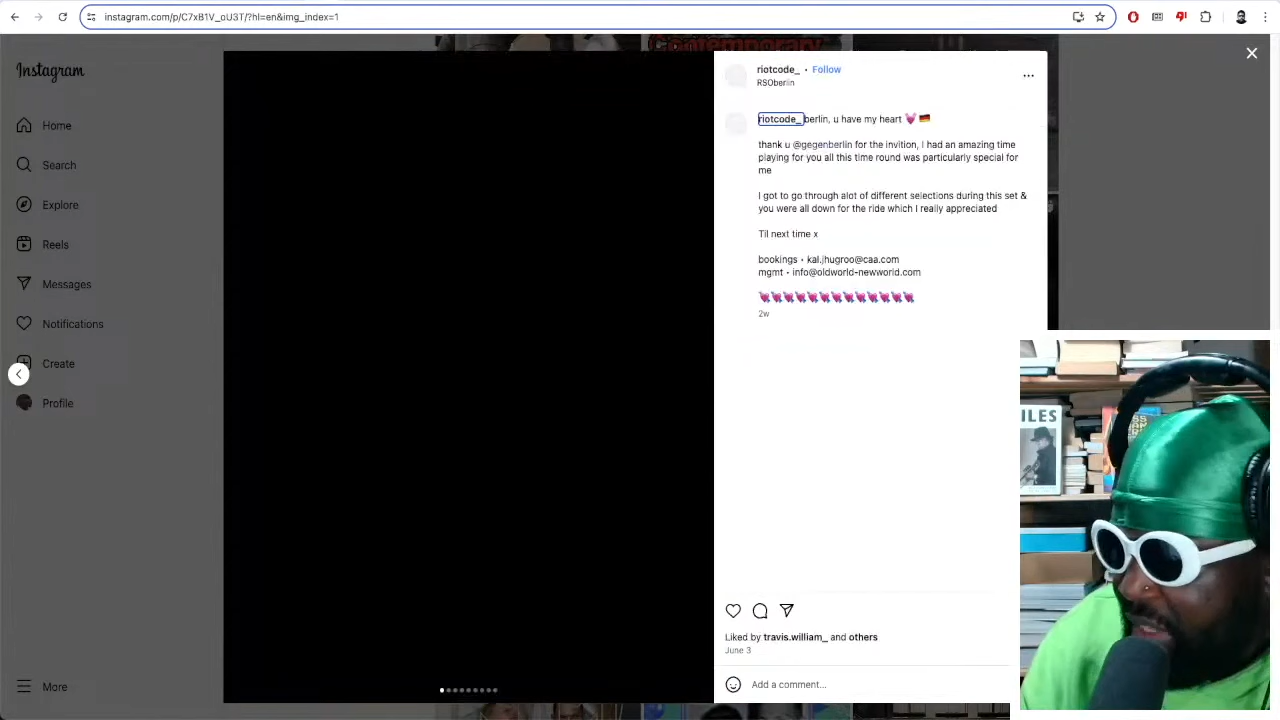 instagram.com/p/C7xB1V_oU3T/?hl=en&img_index=1
Contemporary
Instagram
Home
Search
Explore
Reels
Messages
Notifications
Create
Profile
More
riotcode_ • Follow
RSOberlin
riotcode_ berlin, u have my heart 💓 🇩🇪
thank u @gegenberlin for the invition, I had an amazing time
playing for you all this time round was particularly special for
me
I got to go through alot of different selections during this set &
you were all down for the ride which I really appreciated
Til next time x
bookings • kal.jhugroo@caa.com
mgmt • info@oldworld-newworld.com
💘💘💘💘💘💘💘💘💘💘💘💘💘
2w
Liked by travis.william_ and others
June 3
Add a comment...
ILES